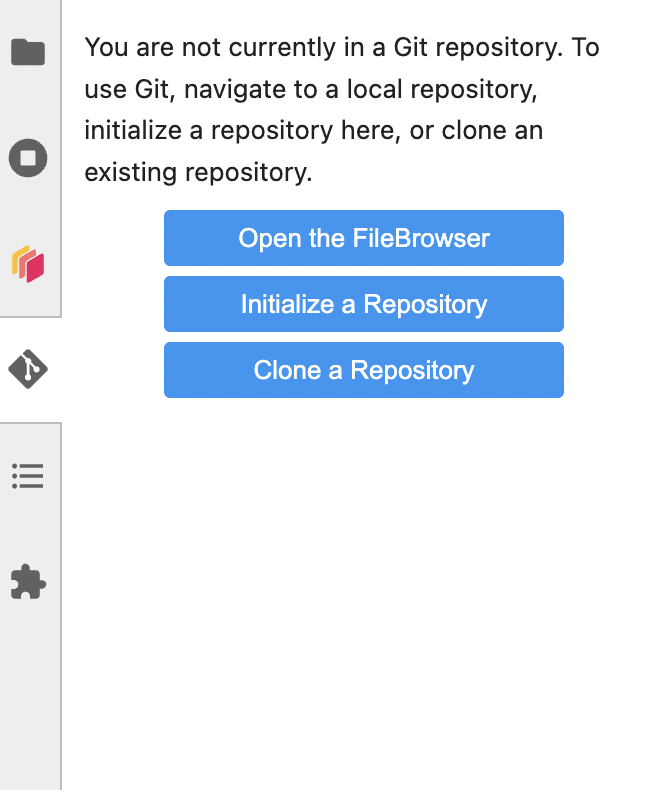 You are not currently in a Git repository. To
use Git, navigate to a local repository,
initialize a repository here, or clone an
existing repository.
Open the FileBrowser
Initialize a Repository
Clone a Repository